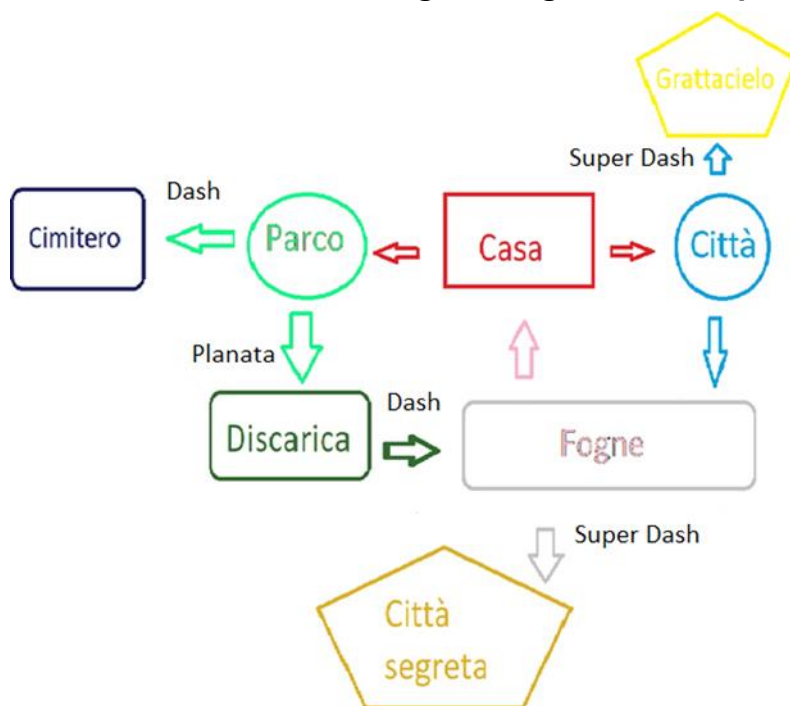 Grattacielo
Super Dash
Dash
Cimitero
Parco
Casa
Città
Planata
Dash
Discarica
Fogne
Super Dash
Città
segreta